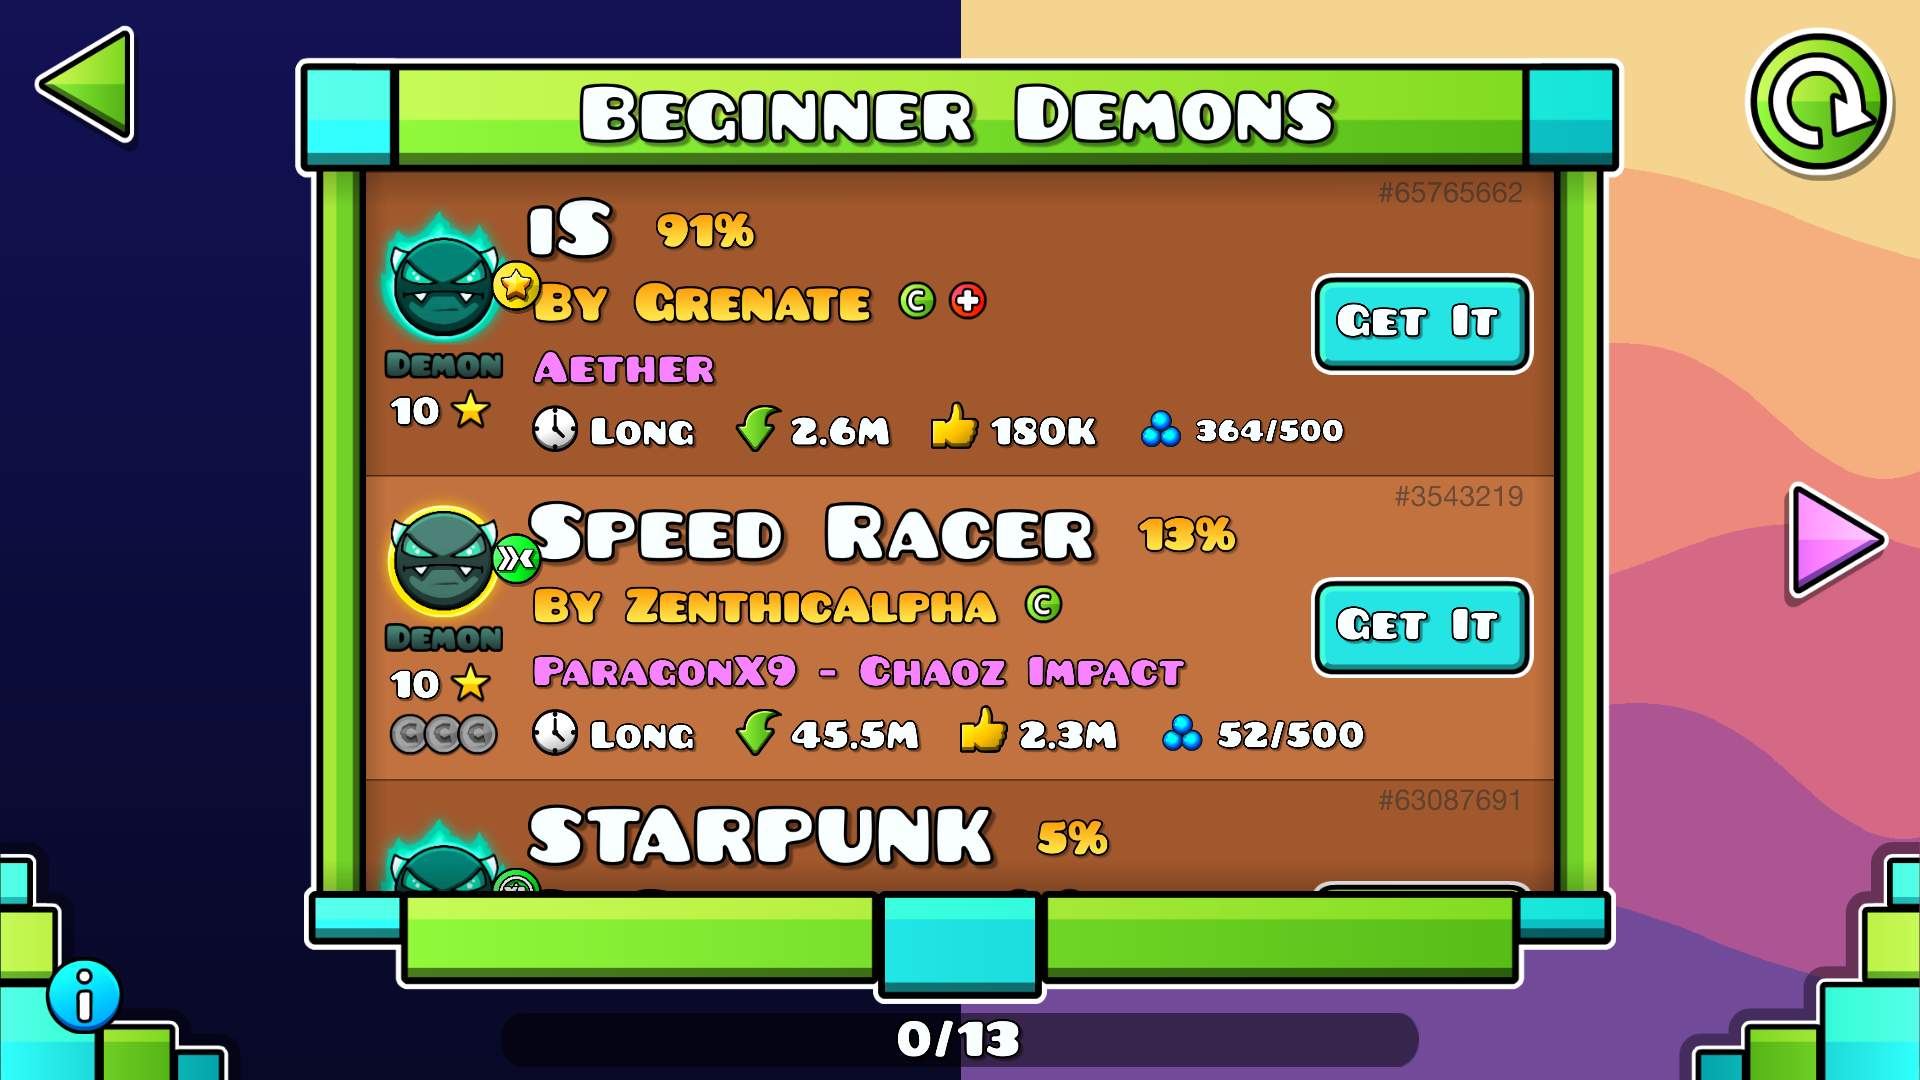 Beginner Demons
#65765662
iS 91%
By Grenate
Aether
Get It
Demon
10
Long 2.6M 180K 364/500
#3543219
Speed Racer 13%
By ZenthicAlpha
ParagonX9 - Chaoz Impact
Get It
Demon
10
Long 45.5M 2.3M 52/500
#63087691
STARPUNK 5%
0/13